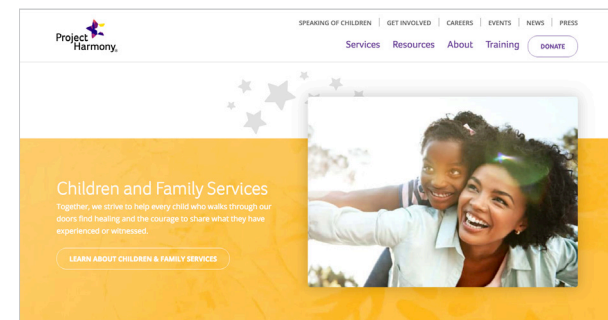 SPEAKING OF CHILDREN | GET INVOLVED | CAREERS | EVENTS | NEWS | PRESS
Project
Harmony®
Services Resources About Training DONATE
Children and Family Services
Together, we strive to help every child who walks through our
doors find healing and the courage to share what they have
experienced or witnessed.
LEARN ABOUT CHILDREN & FAMILY SERVICES